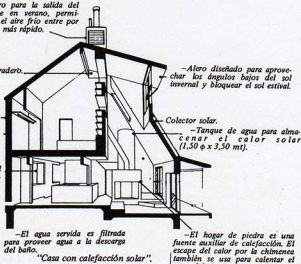 ro para la salida del
e en verano, permi-
el aire frío entre por
más rápido.
radero.
—Alero diseñado para aprove-
char los ángulos bajos del sol
invernal y bloquear el sol estival.
Colector solar.
—Tanque de agua para alma-
cenar el calor solar
(1,50 ϕ x 3,50 mt).
—El agua servida es filtrada
para proveer agua a la descarga
del baño.
—El hogar de piedra es una
fuente auxiliar de calefacción. El
escape del calor por la chimenea
también se usa para calentar el
"Casa con calefacción solar".